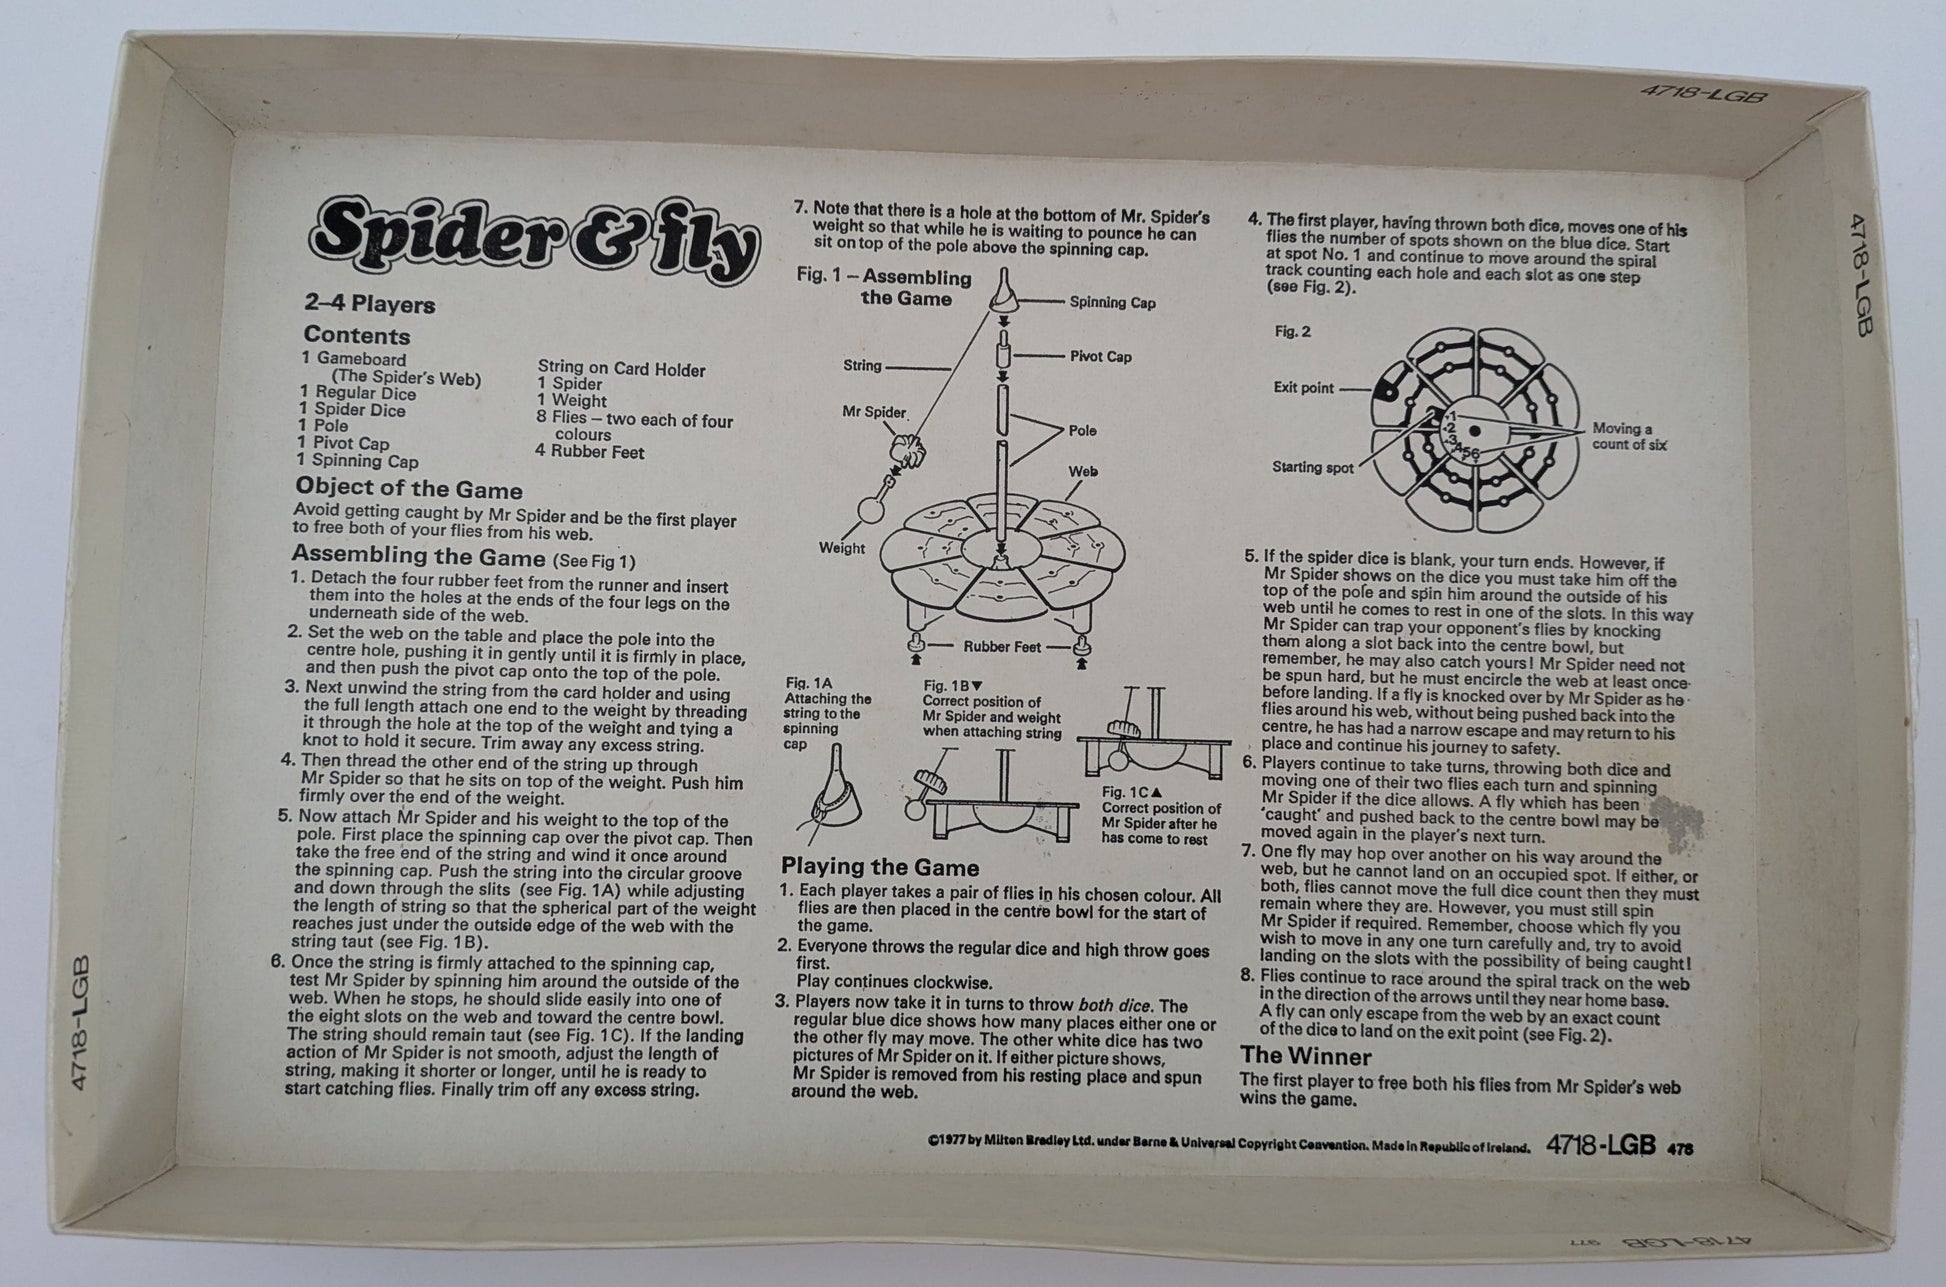 4718-LGB
4718-LGB
4718-LGB
Spider & fly
2–4 Players
Contents
1 Gameboard
(The Spider's Web)
1 Regular Dice
1 Spider Dice
1 Pole
1 Pivot Cap
1 Spinning Cap
String on Card Holder
1 Spider
1 Weight
8 Flies – two each of four
colours
4 Rubber Feet
Object of the Game
Avoid getting caught by Mr Spider and be the first player
to free both of your flies from his web.
Assembling the Game (See Fig 1)
1. Detach the four rubber feet from the runner and insert
them into the holes at the ends of the four legs on the
underneath side of the web.
2. Set the web on the table and place the pole into the
centre hole, pushing it in gently until it is firmly in place,
and then push the pivot cap onto the top of the pole.
3. Next unwind the string from the card holder and using
the full length attach one end to the weight by threading
it through the hole at the top of the weight and tying a
knot to hold it secure. Trim away any excess string.
4. Then thread the other end of the string up through
Mr Spider so that he sits on top of the weight. Push him
firmly over the end of the weight.
5. Now attach Mr Spider and his weight to the top of the
pole. First place the spinning cap over the pivot cap. Then
take the free end of the string and wind it once around
the spinning cap. Push the string into the circular groove
and down through the slits (see Fig. 1A) while adjusting
the length of string so that the spherical part of the weight
reaches just under the outside edge of the web with the
string taut (see Fig. 1B).
6. Once the string is firmly attached to the spinning cap,
test Mr Spider by spinning him around the outside of the
web. When he stops, he should slide easily into one of
the eight slots on the web and toward the centre bowl.
The string should remain taut (see Fig. 1C). If the landing
action of Mr Spider is not smooth, adjust the length of
string, making it shorter or longer, until he is ready to
start catching flies. Finally trim off any excess string.
7. Note that there is a hole at the bottom of Mr. Spider's
weight so that while he is waiting to pounce he can
sit on top of the pole above the spinning cap.
Fig. 1 – Assembling
the Game
Spinning Cap
Pivot Cap
String
Mr Spider
Pole
Web
Weight
Rubber Feet
Fig. 1A
Attaching the
string to the
spinning
cap
Fig. 1B▼
Correct position of
Mr Spider and weight
when attaching string
Fig. 1C▲
Correct position of
Mr Spider after he
has come to rest
Playing the Game
1. Each player takes a pair of flies in his chosen colour. All
flies are then placed in the centre bowl for the start of
the game.
2. Everyone throws the regular dice and high throw goes
first.
Play continues clockwise.
3. Players now take it in turns to throw both dice. The
regular blue dice shows how many places either one or
the other fly may move. The other white dice has two
pictures of Mr Spider on it. If either picture shows,
Mr Spider is removed from his resting place and spun
around the web.
4. The first player, having thrown both dice, moves one of his
flies the number of spots shown on the blue dice. Start
at spot No. 1 and continue to move around the spiral
track counting each hole and each slot as one step
(see Fig. 2).
Fig. 2
Exit point
1
2
3
4
5
6
Moving a
count of six
Starting spot
5. If the spider dice is blank, your turn ends. However, if
Mr Spider shows on the dice you must take him off the
top of the pole and spin him around the outside of his
web until he comes to rest in one of the slots. In this way
Mr Spider can trap your opponent's flies by knocking
them along a slot back into the centre bowl, but
remember, he may also catch yours! Mr Spider need not
be spun hard, but he must encircle the web at least once
before landing. If a fly is knocked over by Mr Spider as he
flies around his web, without being pushed back into the
centre, he has had a narrow escape and may return to his
place and continue his journey to safety.
6. Players continue to take turns, throwing both dice and
moving one of their two flies each turn and spinning
Mr Spider if the dice allows. A fly which has been
'caught' and pushed back to the centre bowl may be
moved again in the player's next turn.
7. One fly may hop over another on his way around the
web, but he cannot land on an occupied spot. If either, or
both, flies cannot move the full dice count then they must
remain where they are. However, you must still spin
Mr Spider if required. Remember, choose which fly you
wish to move in any one turn carefully and, try to avoid
landing on the slots with the possibility of being caught!
8. Flies continue to race around the spiral track on the web
in the direction of the arrows until they near home base.
A fly can only escape from the web by an exact count
of the dice to land on the exit point (see Fig. 2).
The Winner
The first player to free both his flies from Mr Spider's web
wins the game.
©1977 by Milton Bradley Ltd. under Berne & Universal Copyright Convention. Made in Republic of Ireland. 4718-LGB 478
4718-LGB 977